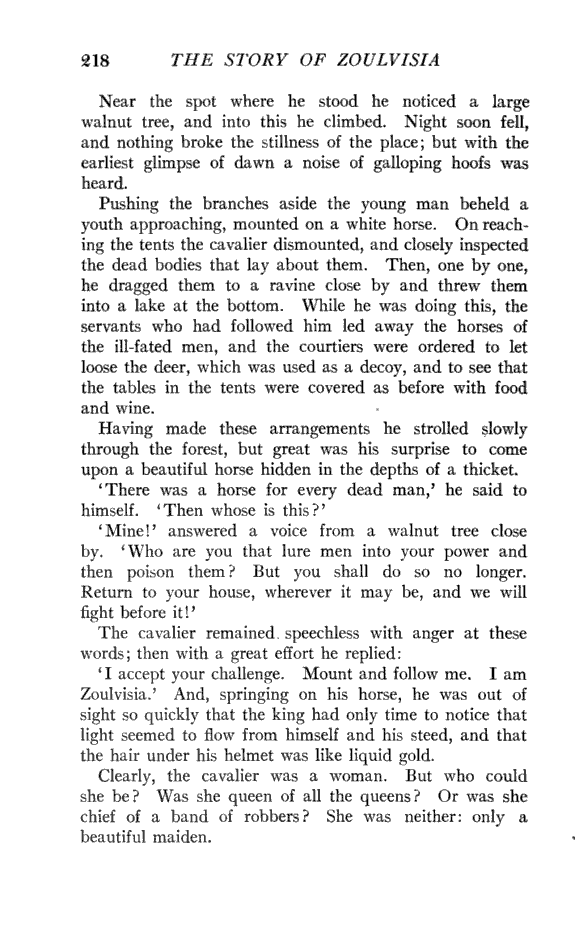 218 THE STORY OF ZOULVISIA
Near the spot where he stood he noticed a large
walnut tree, and into this he climbed. Night soon fell,
and nothing broke the stillness of the place; but with the
earliest glimpse of dawn a noise of galloping hoofs was
heard.
Pushing the branches aside the young man beheld a
youth approaching, mounted on a white horse. On reach-
ing the tents the cavalier dismounted, and closely inspected
the dead bodies that lay about them. Then, one by one,
he dragged them to a ravine close by and threw them
into a lake at the bottom. While he was doing this, the
servants who had followed him led away the horses of
the ill-fated men, and the courtiers were ordered to let
loose the deer, which was used as a decoy, and to see that
the tables in the tents were covered as before with food
and wine.
Having made these arrangements he strolled slowly
through the forest, but great was his surprise to come
upon a beautiful horse hidden in the depths of a thicket.
‘There was a horse for every dead man,’ he said to
himself. ‘Then whose is this?’
‘Mine!’ answered a voice from a walnut tree close
by. ‘Who are you that lure men into your power and
then poison them? But you shall do so no longer.
Return to your house, wherever it may be, and we will
fight before it!’
The cavalier remained speechless with anger at these
words; then with a great effort he replied:
‘I accept your challenge. Mount and follow me. I am
Zoulvisia.’ And, springing on his horse, he was out of
sight so quickly that the king had only time to notice that
light seemed to flow from himself and his steed, and that
the hair under his helmet was like liquid gold.
Clearly, the cavalier was a woman. But who could
she be? Was she queen of all the queens? Or was she
chief of a band of robbers? She was neither: only a
beautiful maiden.